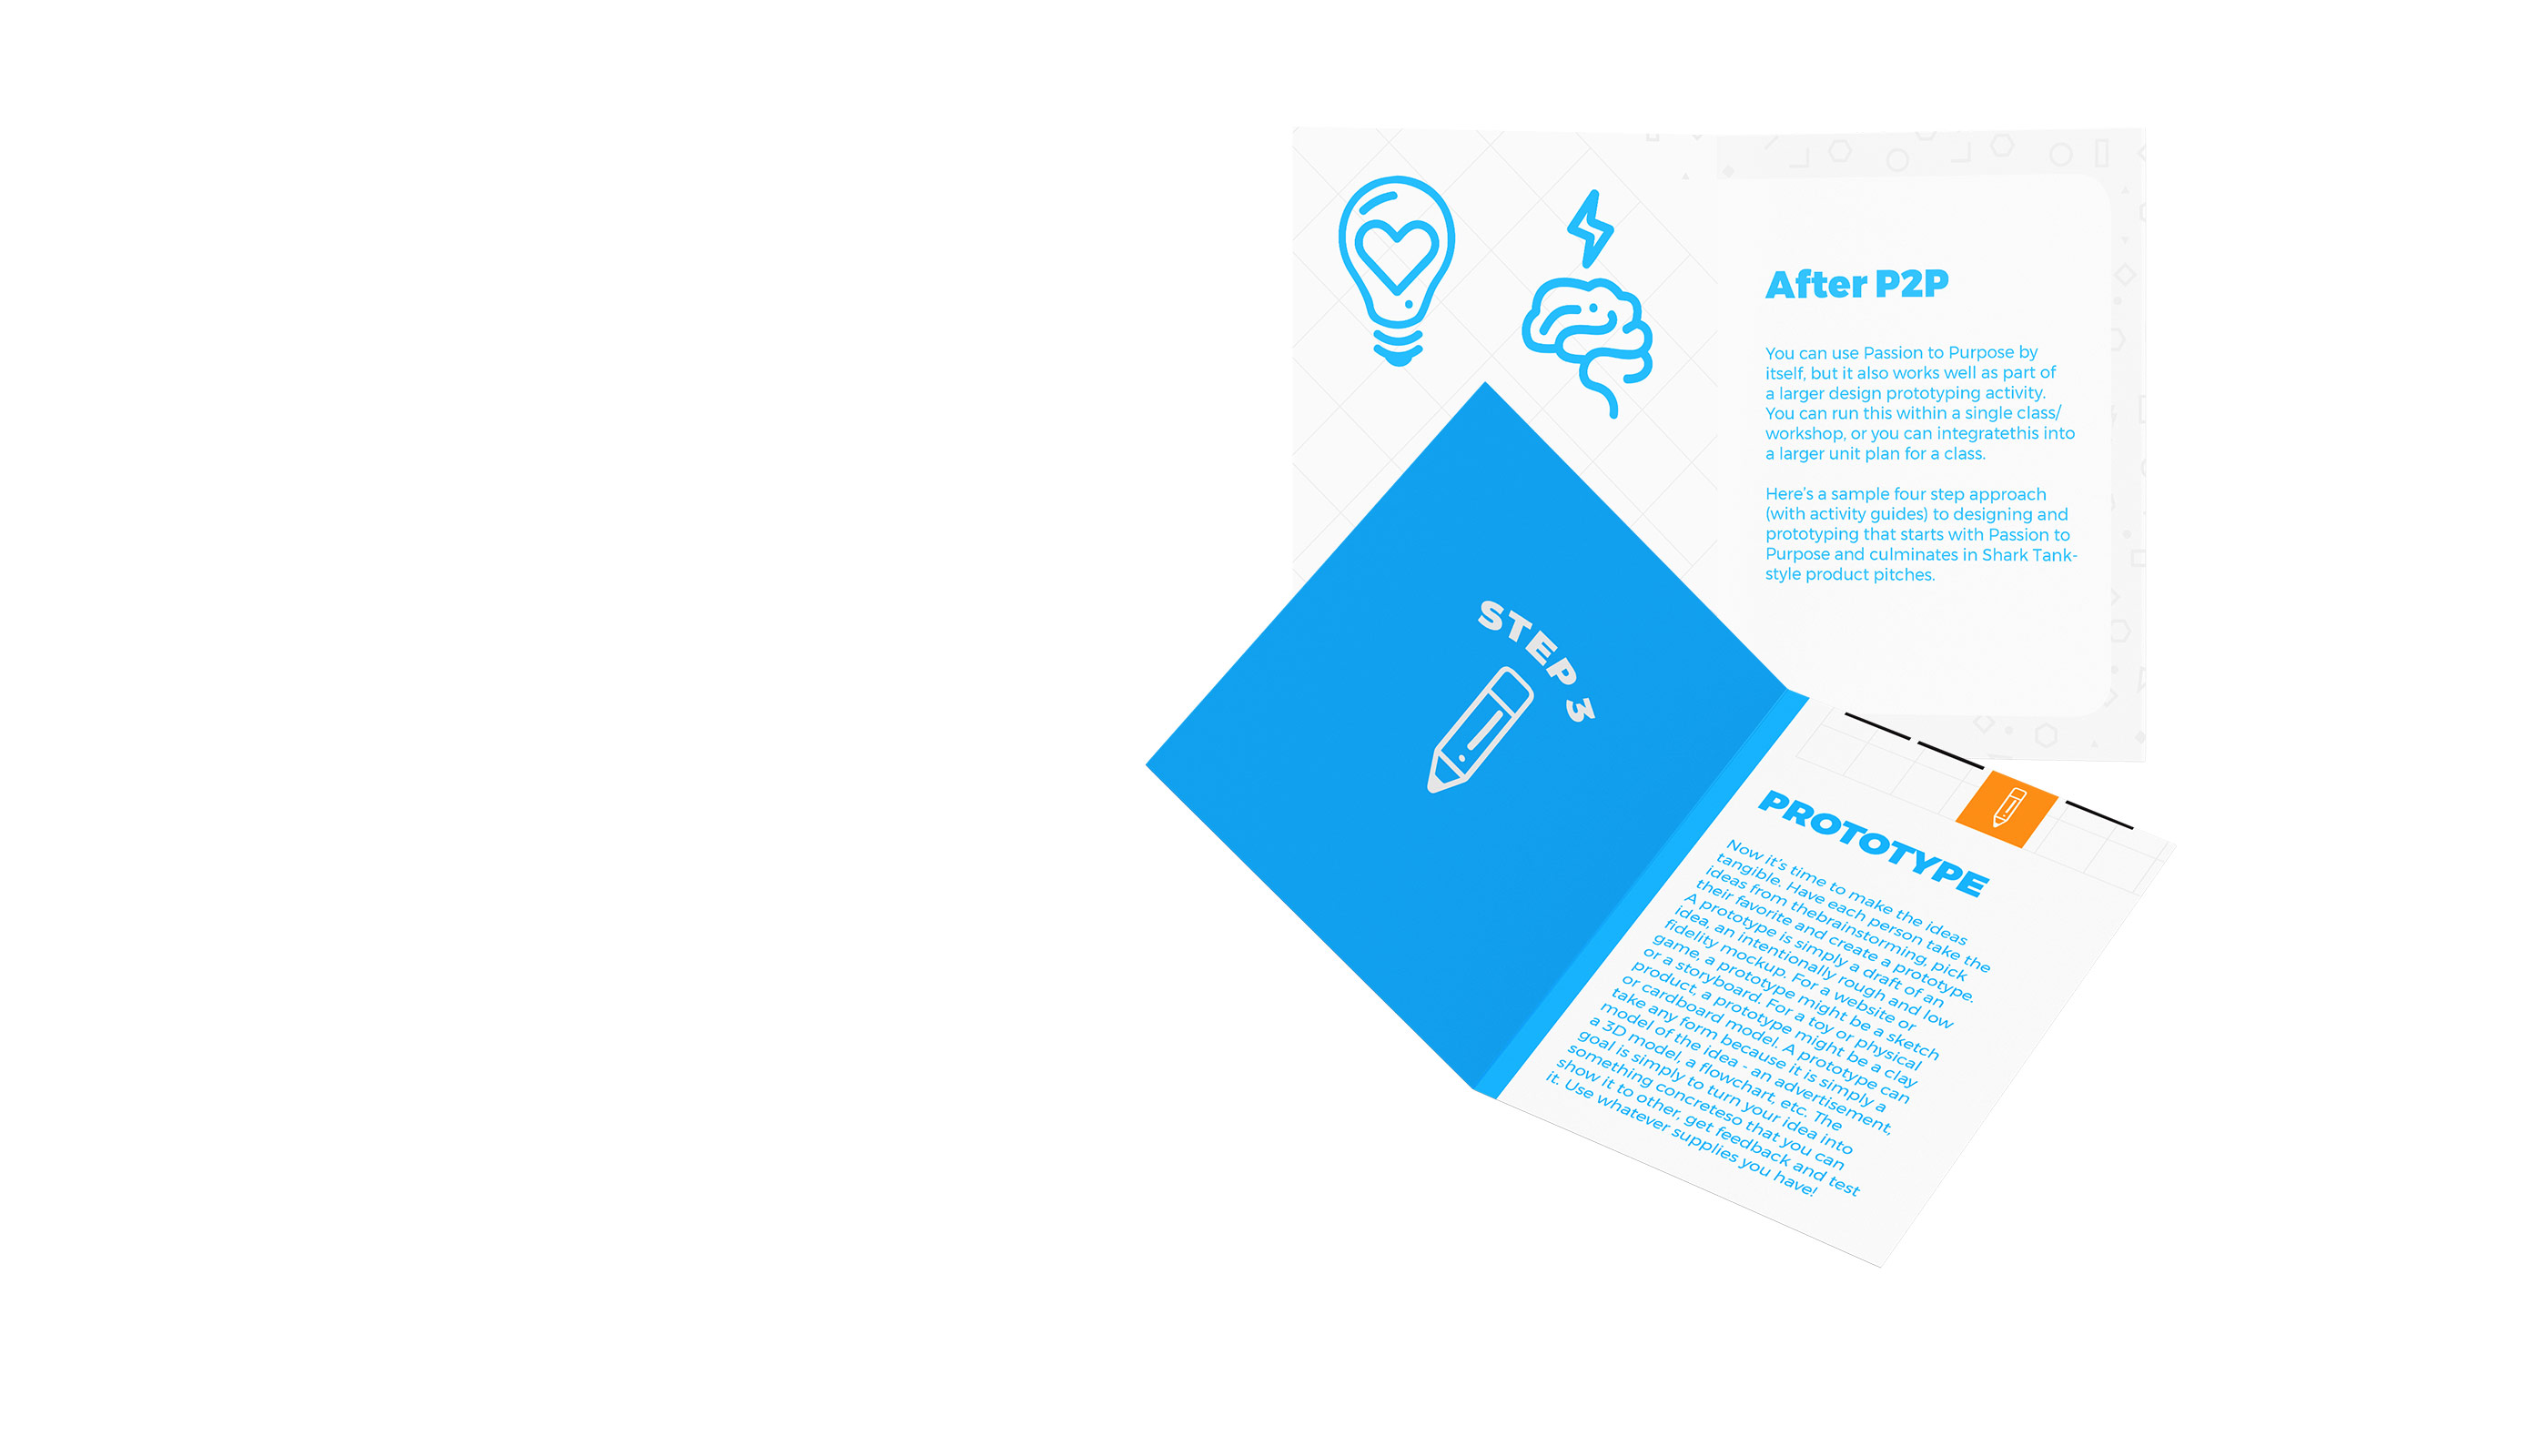 After P2P
You can use Passion to Purpose by
itself, but it also works well as part of
a larger design prototyping activity.
You can run this within a single class/
workshop, or you can integratethis into
a larger unit plan for a class.
Here's a sample four step approach
(with activity guides) to designing and
prototyping that starts with Passion to
Purpose and culminates in Shark Tank-
style product pitches.
STEP 3
PROTOTYPE
Now it's time to make the ideas
tangible. Have each person take the
ideas from thebrainstorming, pick
their favorite and create a prototype.
A prototype is simply a draft of an
idea, an intentionally rough and low
fidelity mockup. For a website or
game, a prototype might be a sketch
or a storyboard. For a toy or physical
product, a prototype might be a clay
or cardboard model. A prototype can
take any form because it is simply a
model of the idea - an advertisement,
a 3D model, a flowchart, etc. The
goal is simply to turn your idea into
something concreteso that you can
show it to other, get feedback and test
it. Use whatever supplies you have!